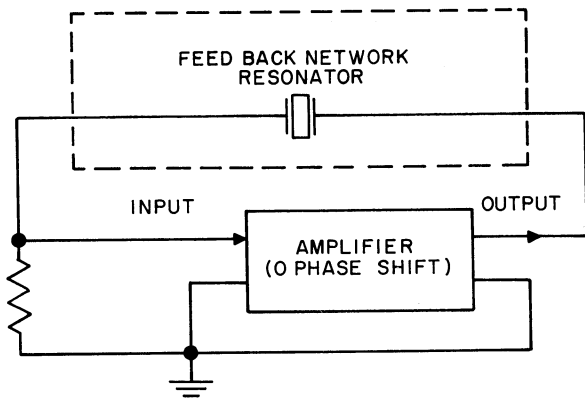 FEED BACK NETWORK
RESONATOR
INPUT
OUTPUT
AMPLIFIER
(0 PHASE SHIFT)